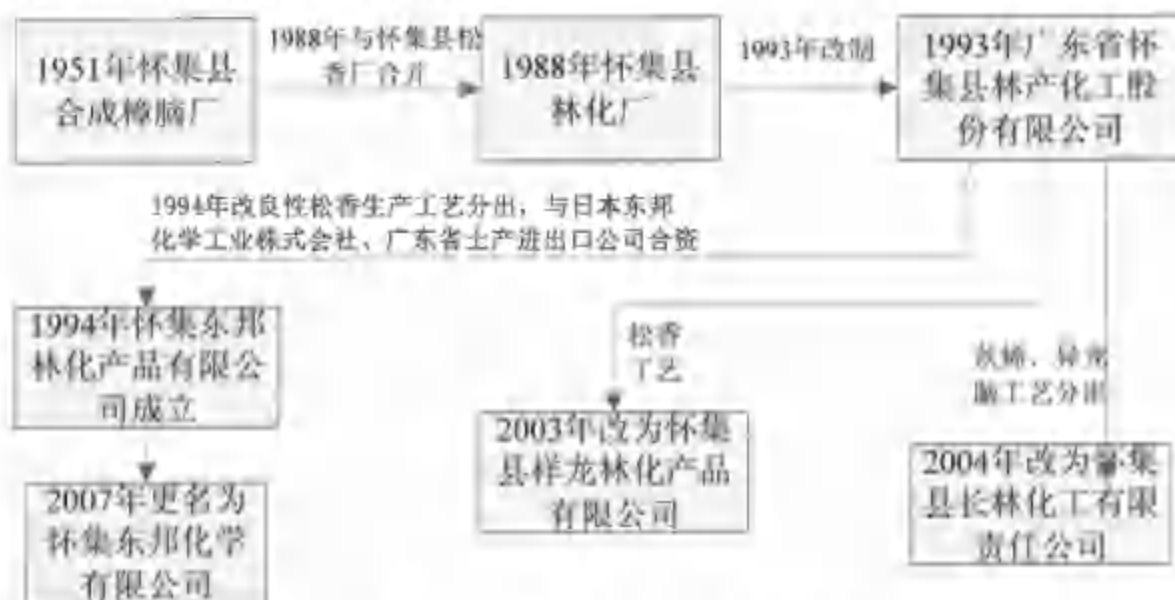 1951年怀集县
合成樟脑厂
1988年与怀集县松
香厂合并
1988年怀集县
林化厂
1993年改制
1993年广东省怀
集县林产化工股
份有限公司
1994年改良性松香生产工艺分出，与日本东邦
化学工业株式会社、广东省土产进出口公司合资
1994年怀集东邦
林化产品有限公
司成立
2007年更名为
怀集东邦化学
有限公司
松香
工艺
2003年改为怀集
县祥龙林化产品
有限公司
脑工艺分出
2004年改为怀集
县长林化工有限
责任公司